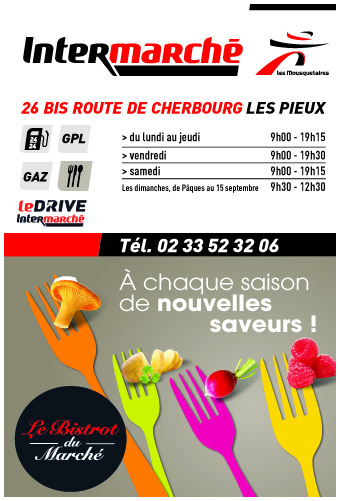 Intermarché
Les Mousquetaires
26 BIS ROUTE DE CHERBOURG LES PIEUX
24/24 GPL
> du lundi au jeudi 9h00 - 19h15
> vendredi 9h00 - 19h30
GAZ
> samedi 9h00 - 19h15
Les dimanches, de Pâques au 15 septembre 9h30 - 12h30
leDRIVE
Intermarché
Tél. 02 33 52 32 06
À chaque saison
de nouvelles
saveurs !
Le Bistrot
du
Marché